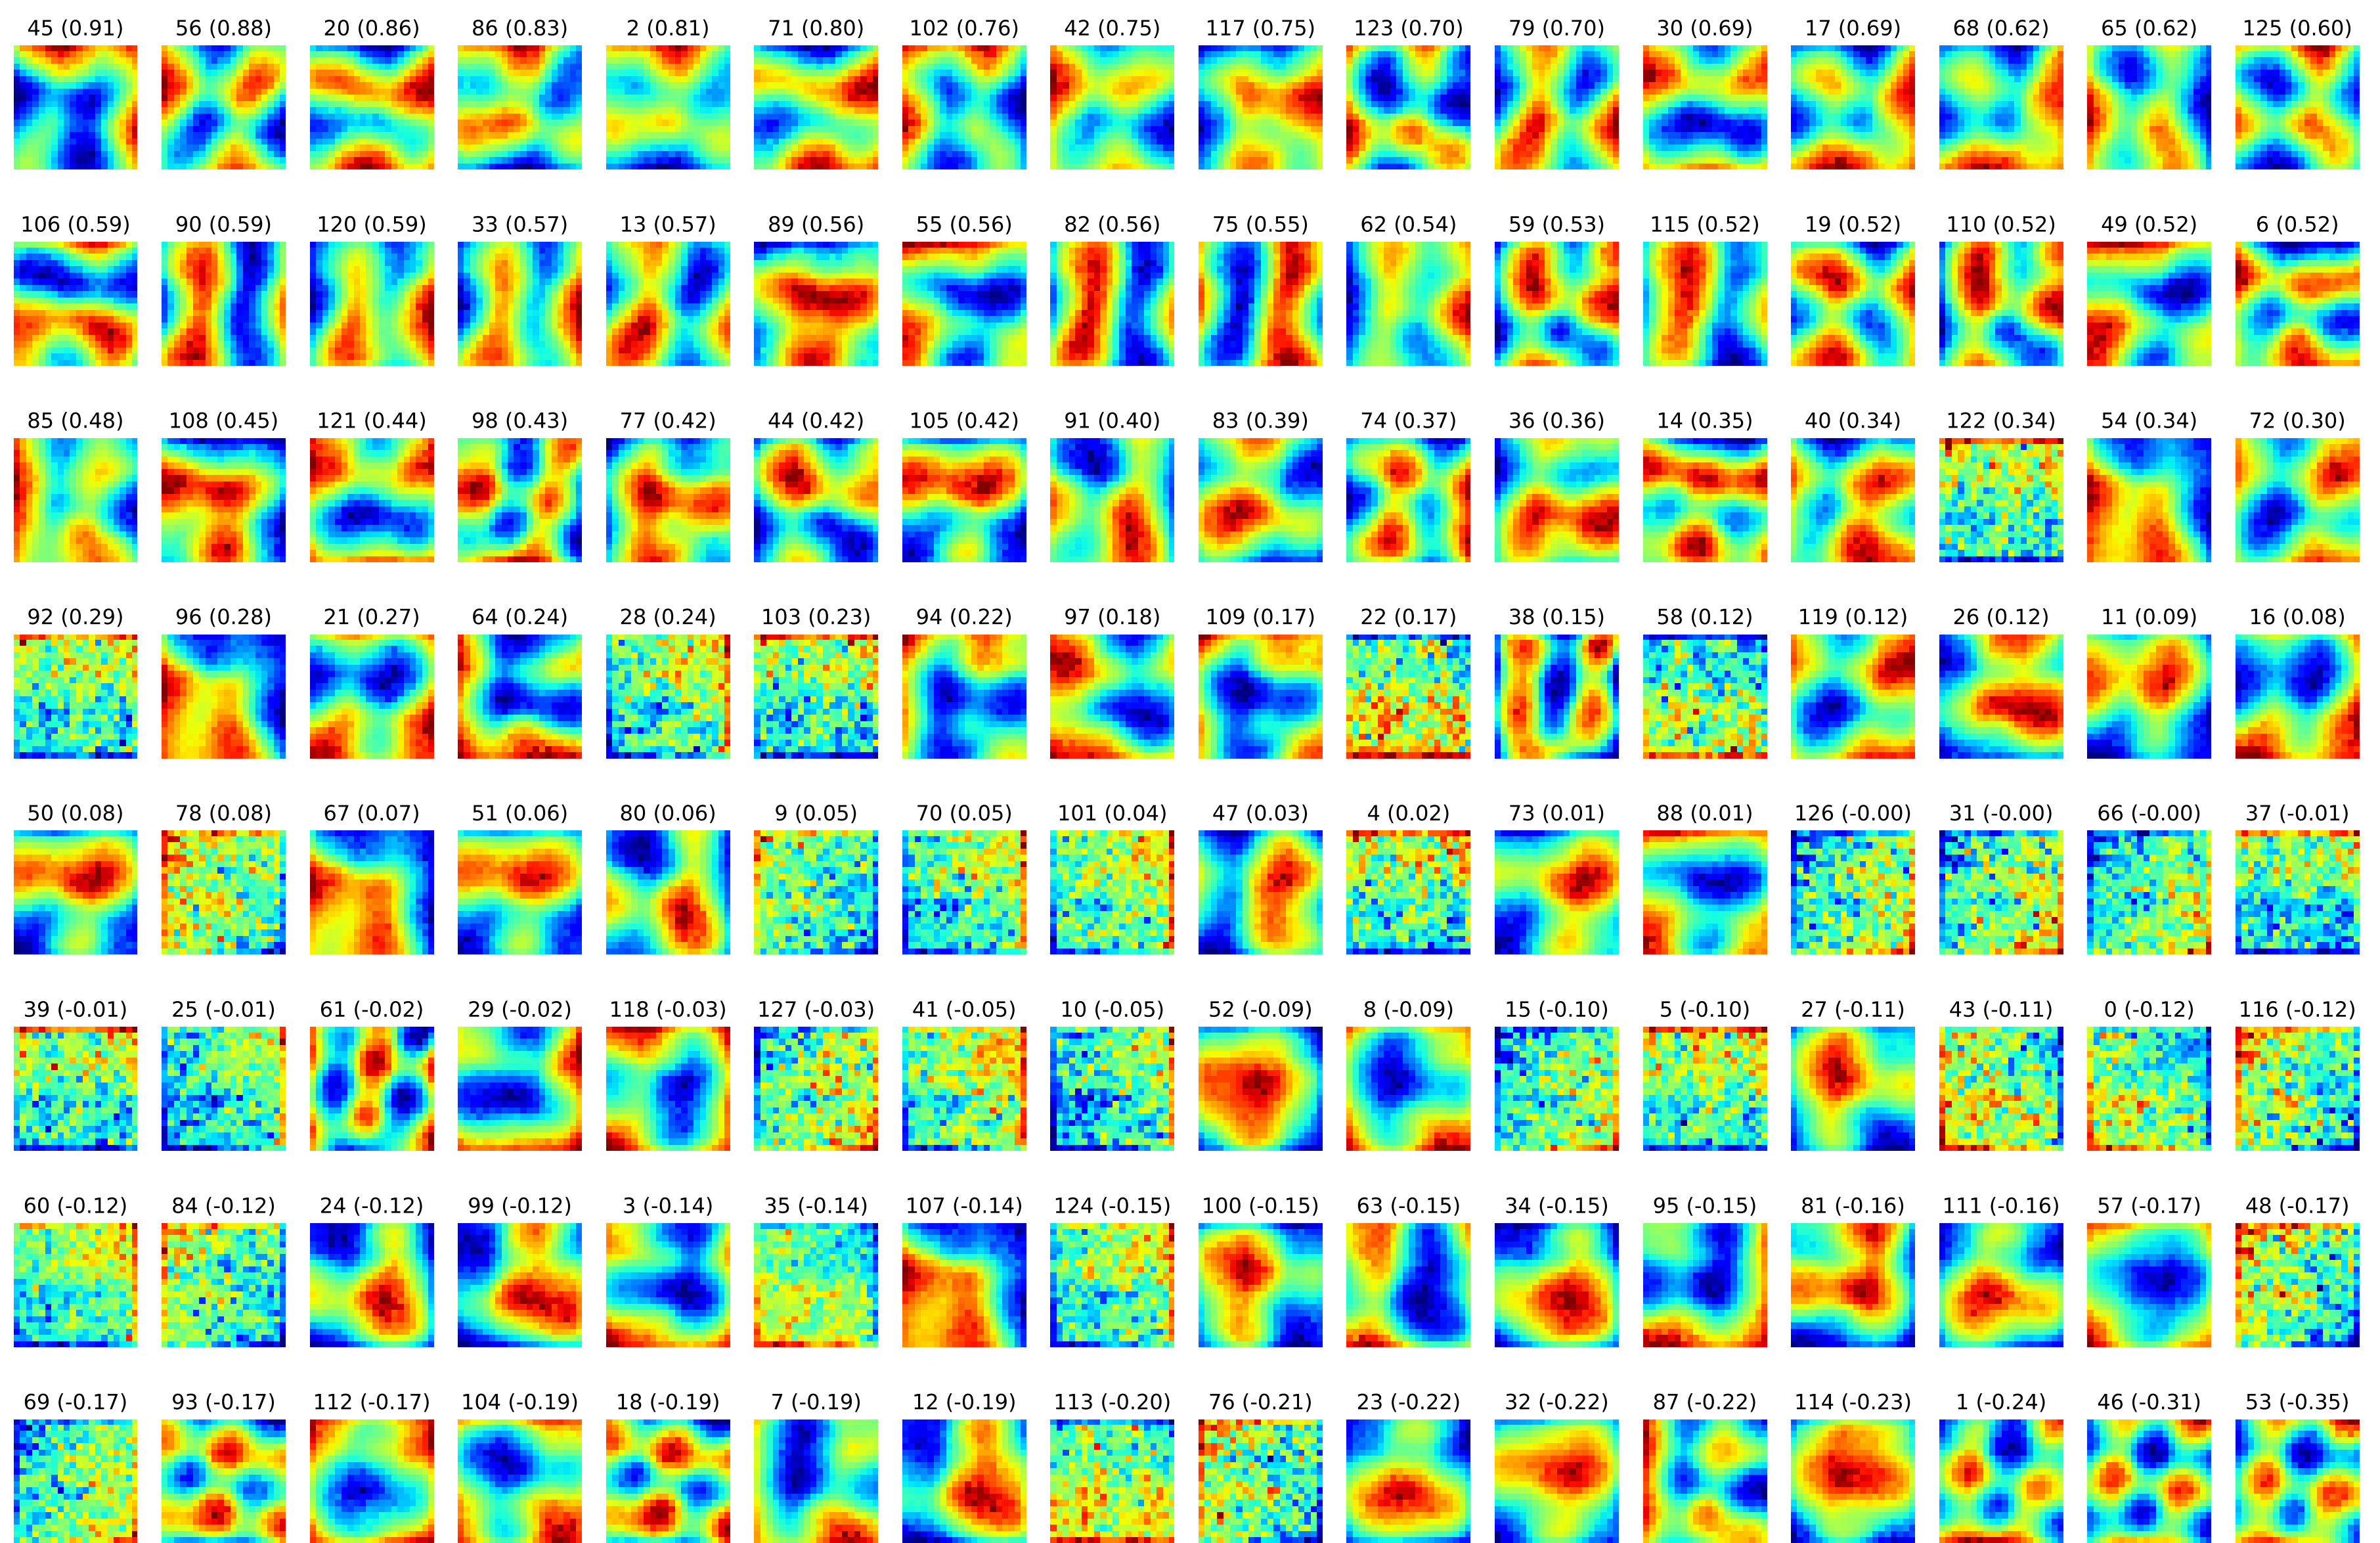 45 (0.91) 56 (0.88) 20 (0.86) 86 (0.83) 2 (0.81) 71 (0.80) 102 (0.76) 42 (0.75) 117 (0.75) 123 (0.70) 79 (0.70) 30 (0.69) 17 (0.69) 68 (0.62) 65 (0.62) 125 (0.60)
106 (0.59) 90 (0.59) 120 (0.59) 33 (0.57) 13 (0.57) 89 (0.56) 55 (0.56) 82 (0.56) 75 (0.55) 62 (0.54) 59 (0.53) 115 (0.52) 19 (0.52) 110 (0.52) 49 (0.52) 6 (0.52)
85 (0.48) 108 (0.45) 121 (0.44) 98 (0.43) 77 (0.42) 44 (0.42) 105 (0.42) 91 (0.40) 83 (0.39) 74 (0.37) 36 (0.36) 14 (0.35) 40 (0.34) 122 (0.34) 54 (0.34) 72 (0.30)
92 (0.29) 96 (0.28) 21 (0.27) 64 (0.24) 28 (0.24) 103 (0.23) 94 (0.22) 97 (0.18) 109 (0.17) 22 (0.17) 38 (0.15) 58 (0.12) 119 (0.12) 26 (0.12) 11 (0.09) 16 (0.08)
50 (0.08) 78 (0.08) 67 (0.07) 51 (0.06) 80 (0.06) 9 (0.05) 70 (0.05) 101 (0.04) 47 (0.03) 4 (0.02) 73 (0.01) 88 (0.01) 126 (-0.00) 31 (-0.00) 66 (-0.00) 37 (-0.01)
39 (-0.01) 25 (-0.01) 61 (-0.02) 29 (-0.02) 118 (-0.03) 127 (-0.03) 41 (-0.05) 10 (-0.05) 52 (-0.09) 8 (-0.09) 15 (-0.10) 5 (-0.10) 27 (-0.11) 43 (-0.11) 0 (-0.12) 116 (-0.12)
60 (-0.12) 84 (-0.12) 24 (-0.12) 99 (-0.12) 3 (-0.14) 35 (-0.14) 107 (-0.14) 124 (-0.15) 100 (-0.15) 63 (-0.15) 34 (-0.15) 95 (-0.15) 81 (-0.16) 111 (-0.16) 57 (-0.17) 48 (-0.17)
69 (-0.17) 93 (-0.17) 112 (-0.17) 104 (-0.19) 18 (-0.19) 7 (-0.19) 12 (-0.19) 113 (-0.20) 76 (-0.21) 23 (-0.22) 32 (-0.22) 87 (-0.22) 114 (-0.23) 1 (-0.24) 46 (-0.31) 53 (-0.35)